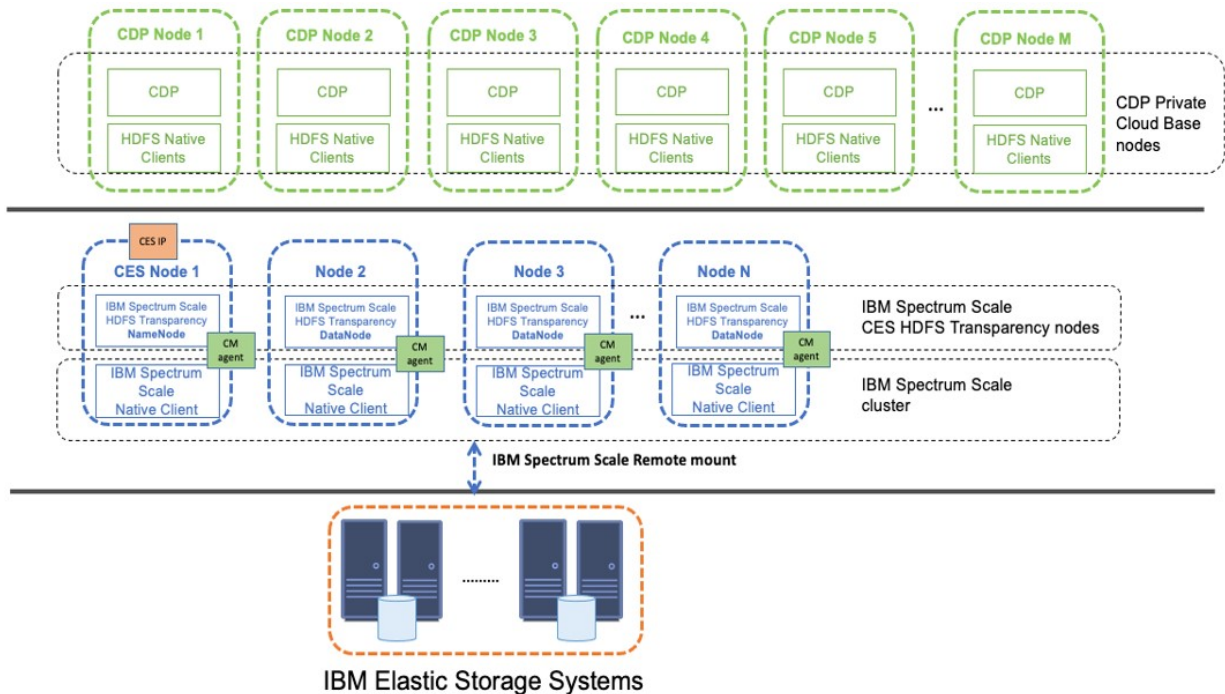 CDP Node 1
CDP Node 2
CDP Node 3
CDP Node 4
CDP Node 5
CDP Node M
CDP
CDP
CDP
CDP
CDP
...
CDP
CDP Private
Cloud Base
nodes
HDFS Native
Clients
HDFS Native
Clients
HDFS Native
Clients
HDFS Native
Clients
HDFS Native
Clients
HDFS Native
Clients
CES IP
CES Node 1
Node 2
Node 3
Node N
IBM Spectrum Scale
HDFS Transparency
NameNode
IBM Spectrum Scale
HDFS Transparency
DataNode
IBM Spectrum Scale
HDFS Transparency
DataNode
...
IBM Spectrum Scale
HDFS Transparency
DataNode
IBM Spectrum Scale
CES HDFS Transparency nodes
CM
agent
CM
agent
CM
agent
CM
agent
IBM Spectrum
Scale
Native Client
IBM Spectrum
Scale
Native Client
IBM Spectrum
Scale
Native Client
IBM Spectrum
Scale
Native Client
IBM Spectrum Scale
cluster
IBM Spectrum Scale Remote mount
.........
IBM Elastic Storage Systems